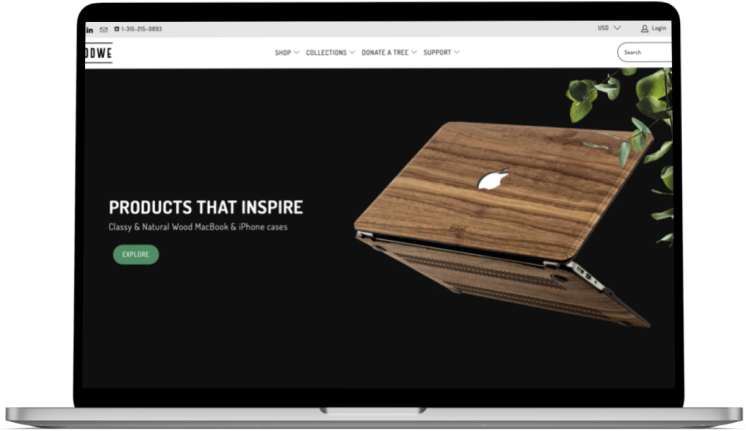 in 1-315-215-0893 USD Login
OOWE
SHOP COLLECTIONS DONATE A TREE SUPPORT Search
PRODUCTS THAT INSPIRE
Classy & Natural Wood MacBook & iPhone cases
EXPLORE